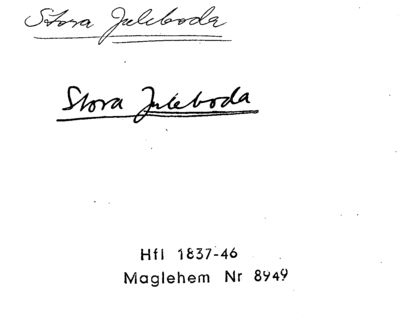 Stora Juleboda
Stora Juleboda
Hfl 1837-46
Maglehem Nr 8949